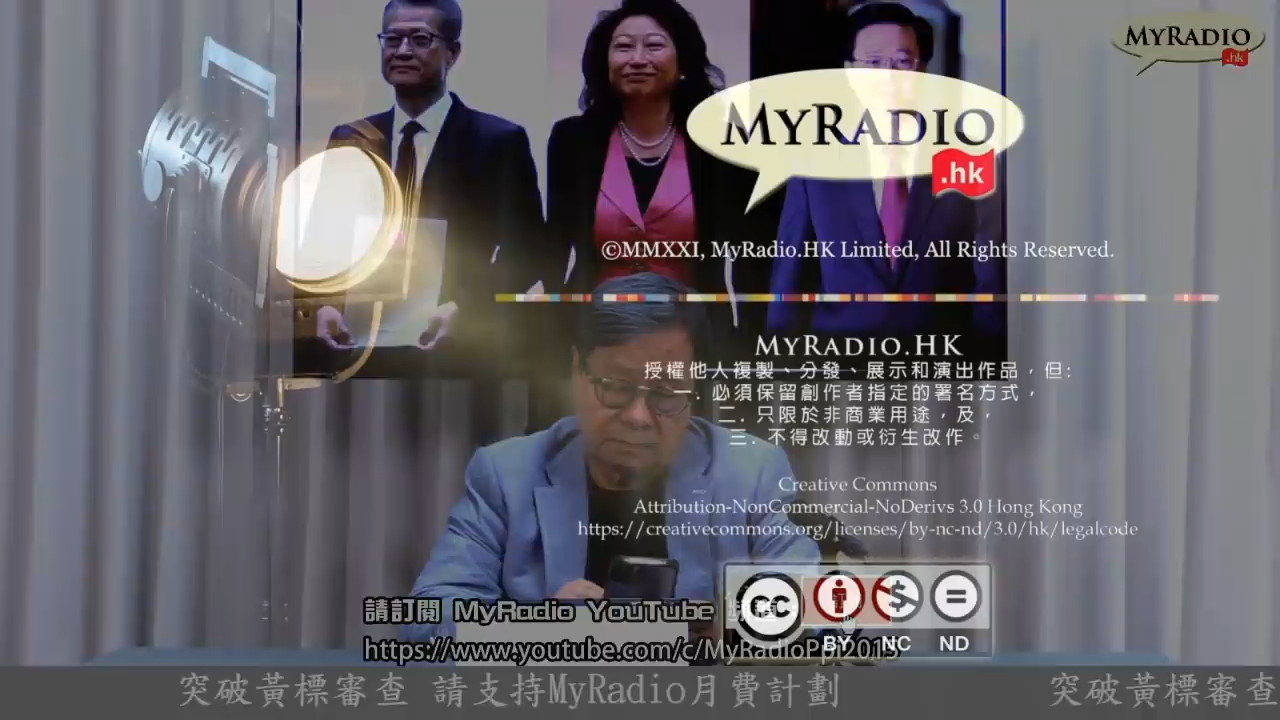 MYRADIO
.hk
MYRADIO
.hk
©MMXXI, MyRadio.HK Limited, All Rights Reserved.
MYRADIO.HK
授權他人複製、分發、展示和演出作品，但:
一. 必須保留創作者指定的署名方式，
二. 只限於非商業用途，及，
三. 不得改動或衍生改作。
Creative Commons
Attribution-NonCommercial-NoDerivs 3.0 Hong Kong
https://creativecommons.org/licenses/by-nc-nd/3.0/hk/legalcode
cc $ =
BY NC ND
請訂閱 MyRadio YouTube
https://www.youtube.com/c/MyRadioPpl2013
突破黃標審查 請支持MyRadio月費計劃 突破黃標審查